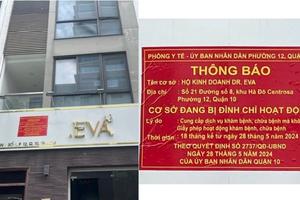 EVA
PHÒNG Y TẾ - ỦY BAN NHÂN DÂN PHƯỜNG 12, QUẬN
THÔNG BÁO
Tên cơ sở: HỘ KINH DOANH DR. EVA
Địa chỉ: Số 21 Đường số 8, khu Hà Đô Centrosa
Phường 12, Quận 10
CƠ SỞ ĐANG BỊ ĐÌNH CHỈ HOẠT ĐỘ
Lý do: Cung cấp dịch vụ khám bệnh, chữa bệnh mà khô
Giấy phép hoạt động khám bệnh, chữa bệnh
Thời gian: 18 tháng kể từ ngày 28 tháng 5 năm 2024
THEO QUYẾT ĐỊNH SỐ 2737/QĐ-UBND
NGÀY 28 THÁNG 5 NĂM 2024
CỦA ỦY BAN NHÂN DÂN QUẬN 10